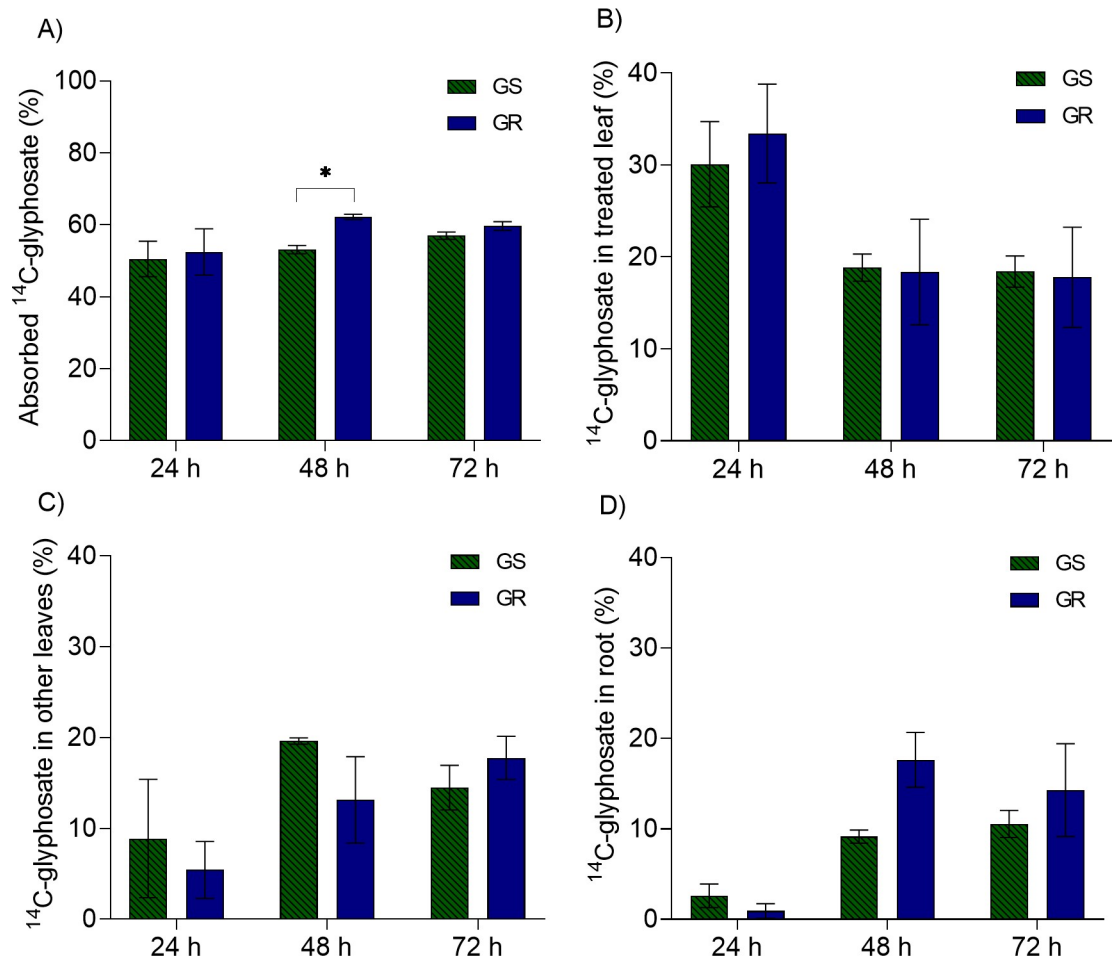 A)
Absorbed ¹⁴C-glyphosate (%)
100
80
60
40
20
0
GS
GR
*
24 h
48 h
72 h
B)
¹⁴C-glyphosate in treated leaf (%)
40
30
20
10
0
GS
GR
24 h
48 h
72 h
C)
¹⁴C-glyphosate in other leaves (%)
40
30
20
10
0
GS
GR
24 h
48 h
72 h
D)
¹⁴C-glyphosate in root (%)
40
30
20
10
0
GS
GR
24 h
48 h
72 h